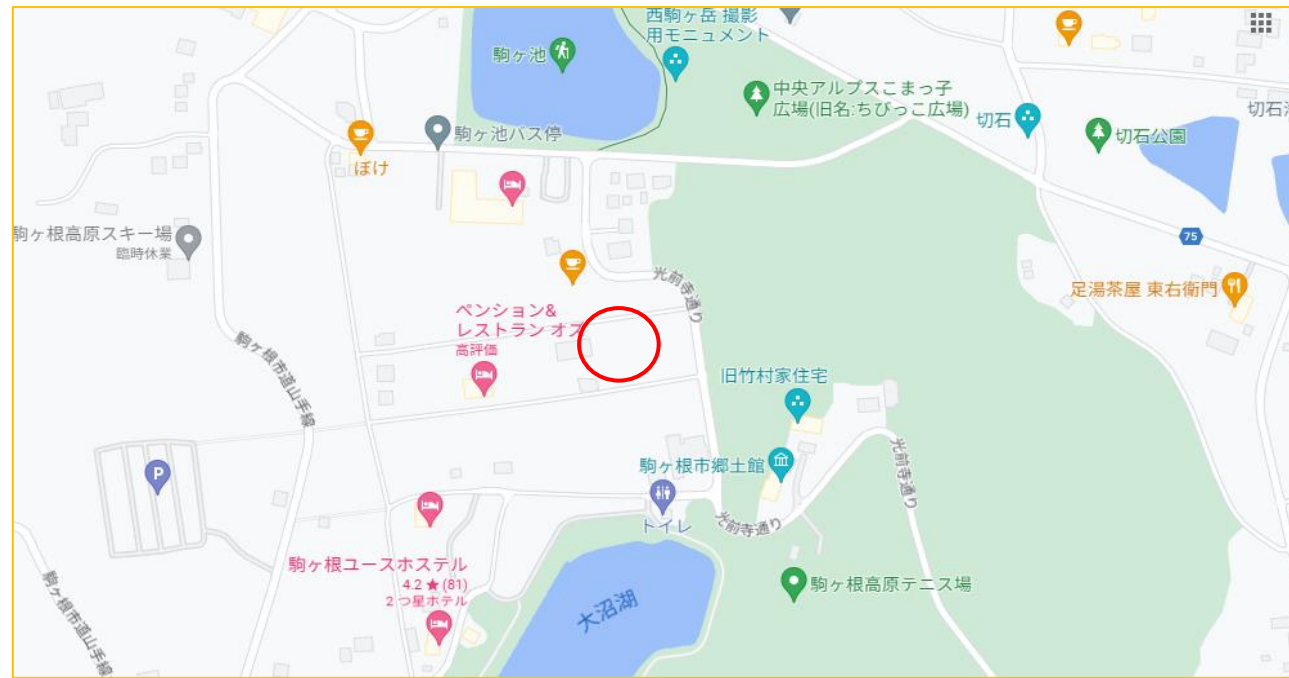 西駒ヶ岳 撮影
用モニュメント
駒ヶ池
中央アルプスこまっ子
広場(旧名:ちびっこ広場)
切石
切石
切石公園
駒ヶ池バス停
ぼけ
駒ヶ根高原スキー場
臨時休業
75
光前寺通り
足湯茶屋 東右衛門
ペンション&
レストラン オズ
高評価
駒ヶ根市道山手線
旧竹村家住宅
駒ヶ根市郷土館
光前寺通り
P
トイレ
光前寺通り
駒ヶ根ユースホステル
4.2★(81)
2 つ星ホテル
駒ヶ根高原テニス場
大沼湖
駒ヶ根市道山手線